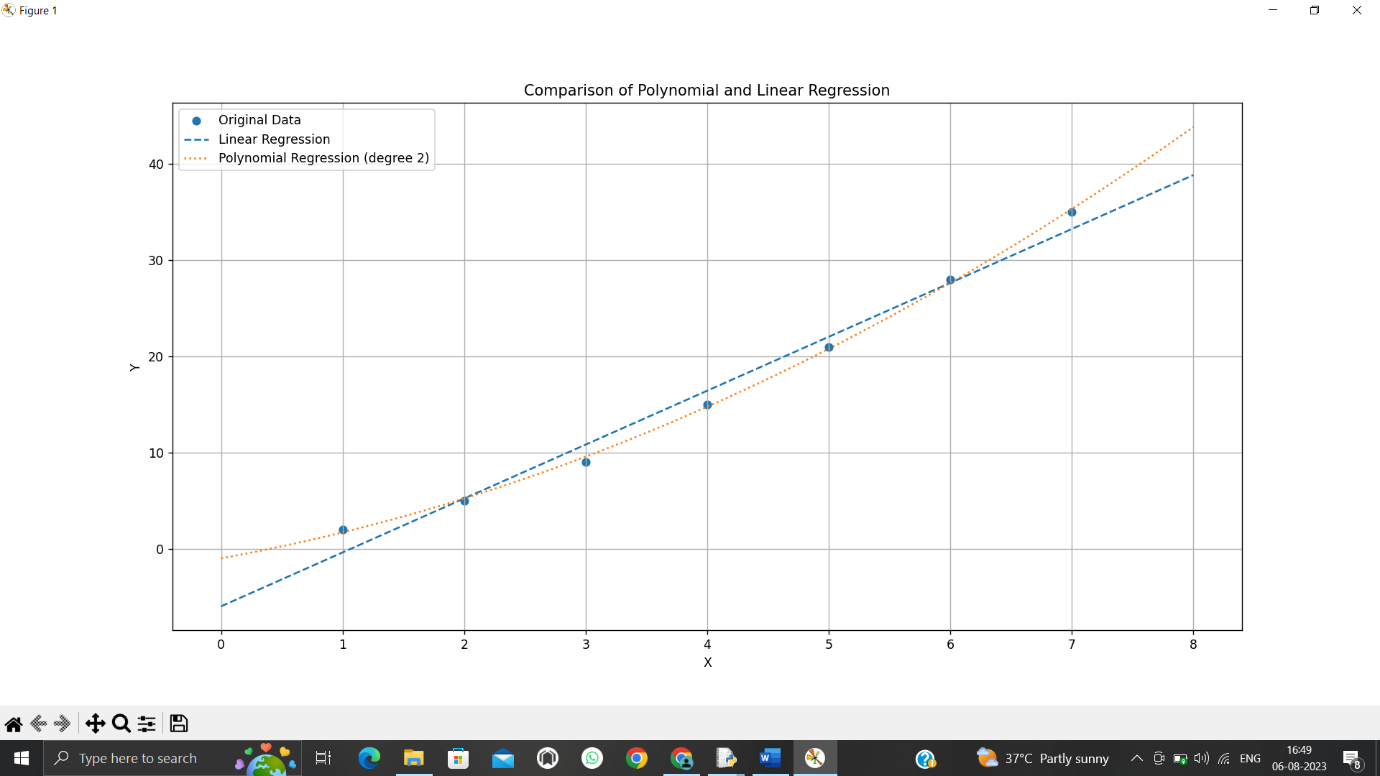 Figure 1
Comparison of Polynomial and Linear Regression
Original Data
Linear Regression
Polynomial Regression (degree 2)
40
30
20
10
0
Y
0 1 2 3 4 5 6 7 8
X
Type here to search
37°C Partly sunny
ENG
16:49
06-08-2023
8